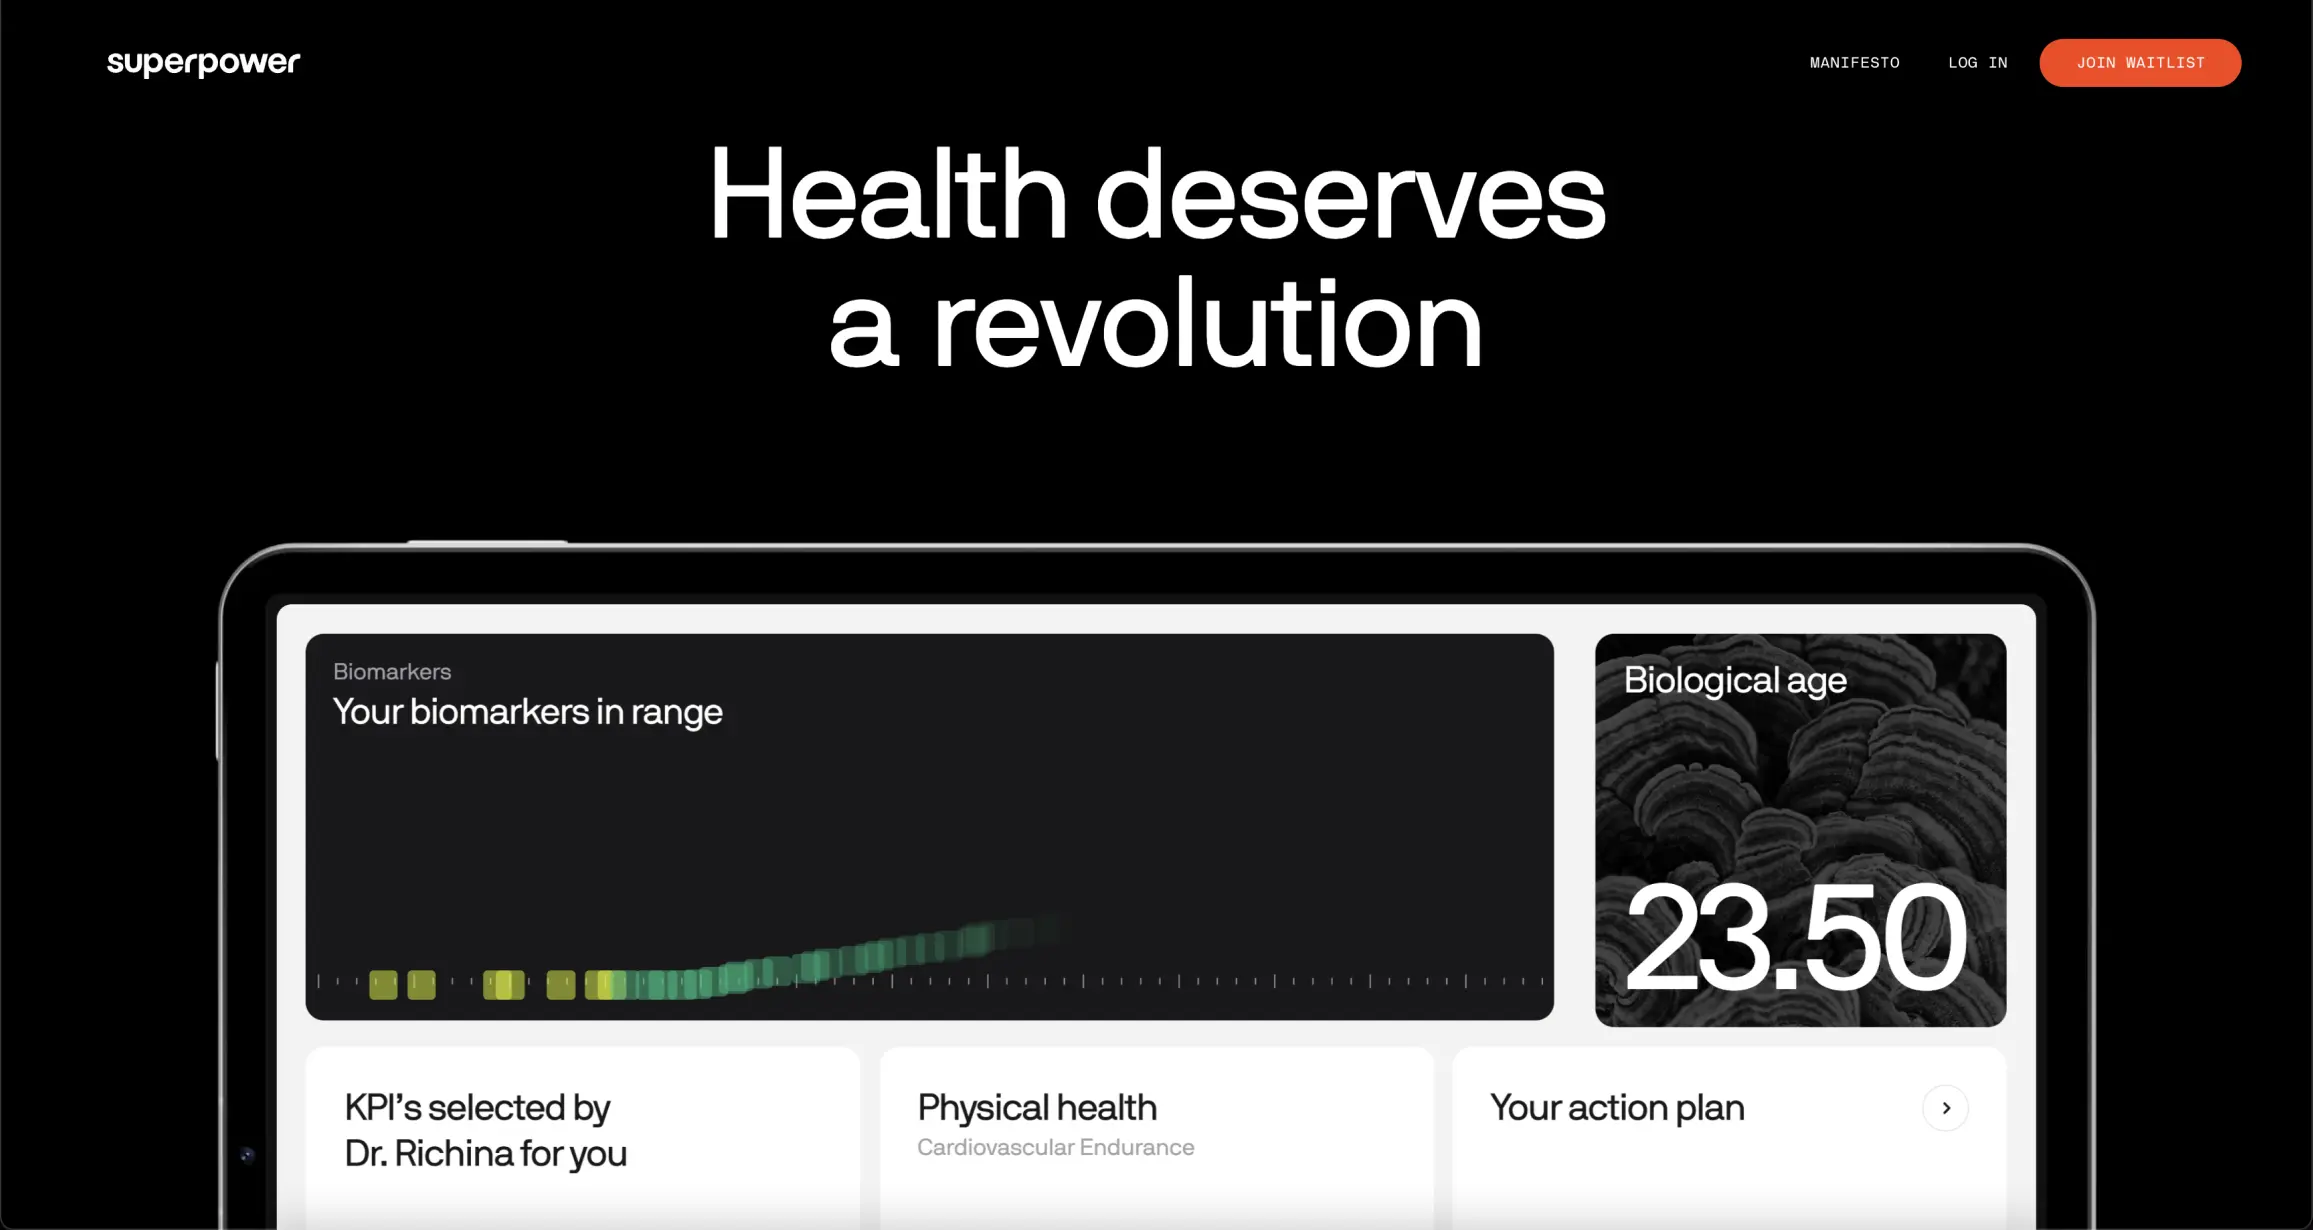 superpower
MANIFESTO
LOG IN
JOIN WAITLIST
Health deserves
a revolution
Biomarkers
Your biomarkers in range
Biological age
23.50
KPI’s selected by
Dr. Richina for you
Physical health
Cardiovascular Endurance
Your action plan